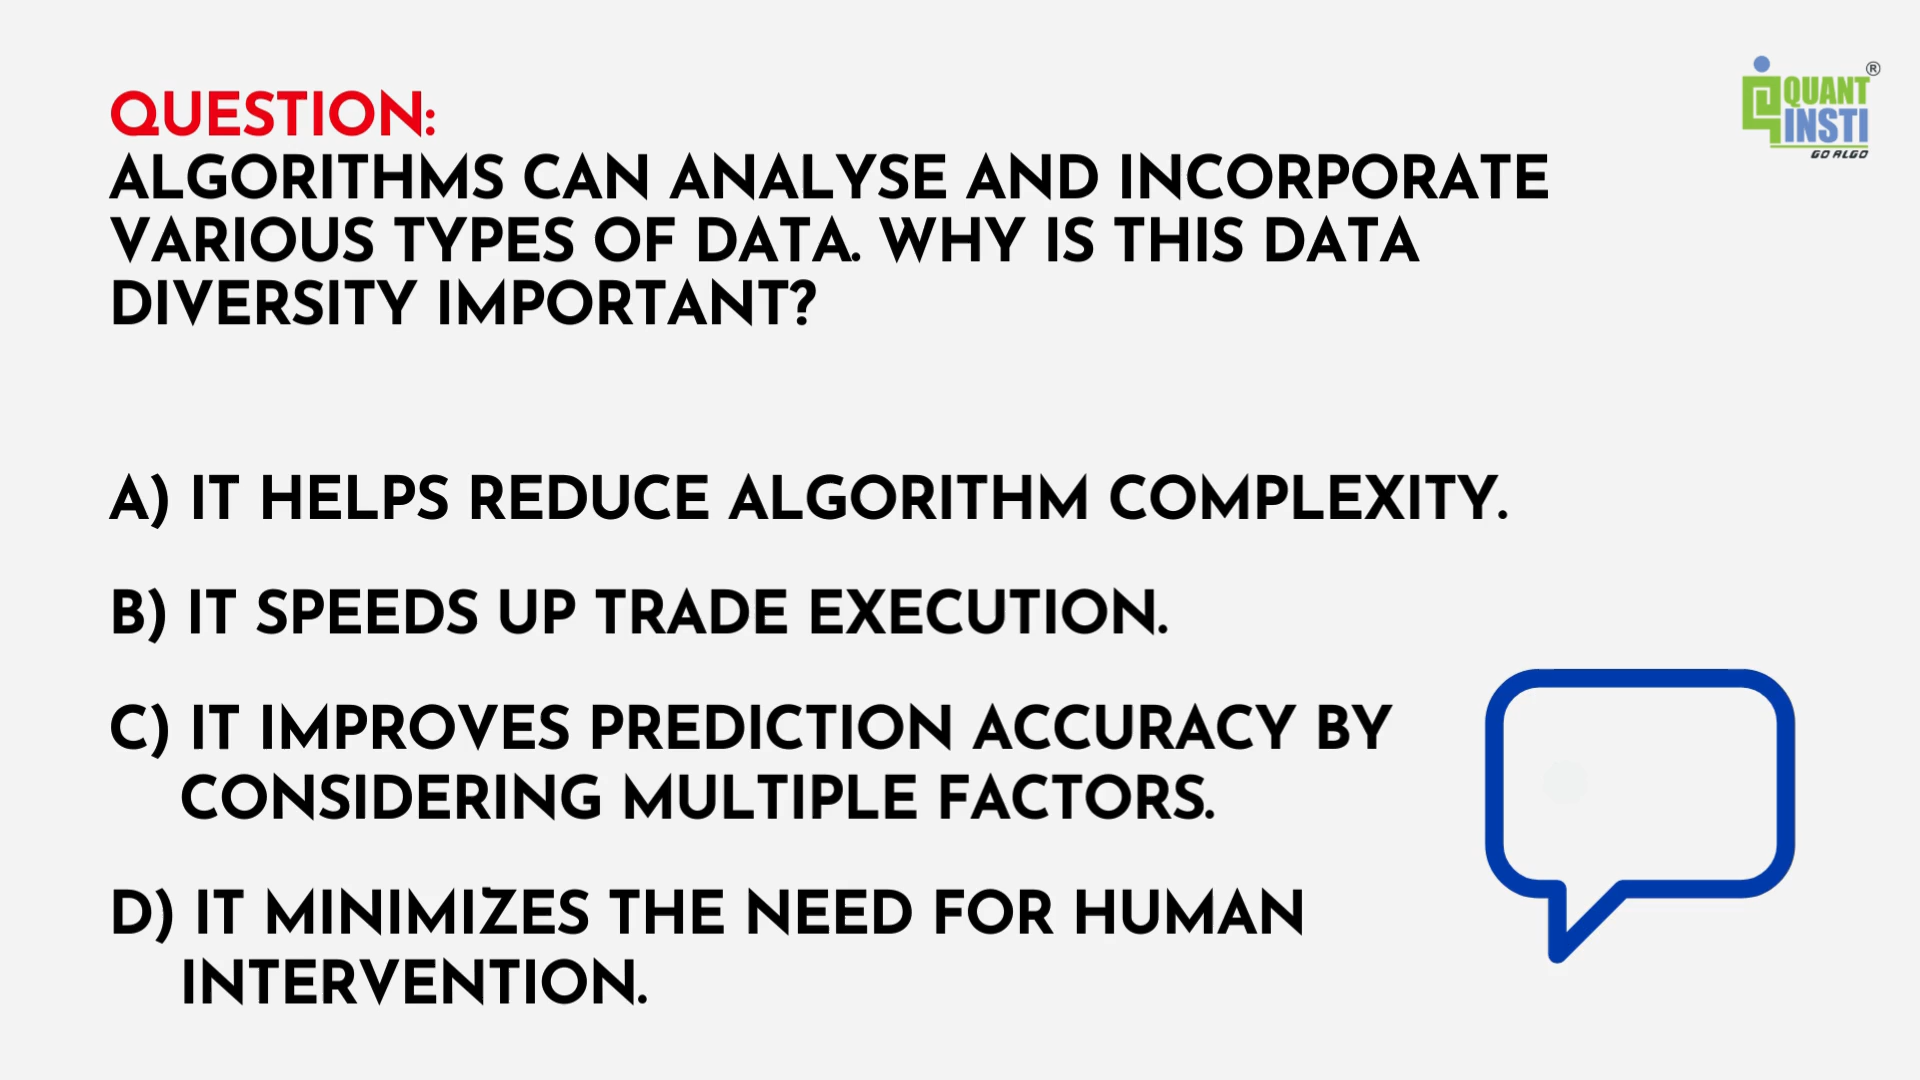 QUESTION:
ALGORITHMS CAN ANALYSE AND INCORPORATE
VARIOUS TYPES OF DATA. WHY IS THIS DATA
DIVERSITY IMPORTANT?
A) IT HELPS REDUCE ALGORITHM COMPLEXITY.
B) IT SPEEDS UP TRADE EXECUTION.
C) IT IMPROVES PREDICTION ACCURACY BY
CONSIDERING MULTIPLE FACTORS.
D) IT MINIMIZES THE NEED FOR HUMAN
INTERVENTION.
QUANT ®
INSTI
GO ALGO